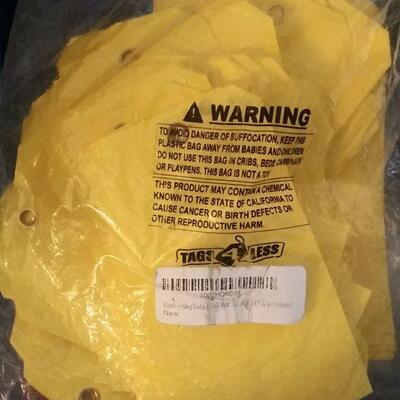 WARNING
TO AVOID DANGER OF SUFFOCATION, KEEP THIS
PLASTIC BAG AWAY FROM BABIES AND CHILDREN.
DO NOT USE THIS BAG IN CRIBS, BEDS, CARRIAGES
OR PLAYPENS. THIS BAG IS NOT A TOY.
THIS PRODUCT MAY CONTAIN A CHEMICAL
KNOWN TO THE STATE OF CALIFORNIA TO
CAUSE CANCER OR BIRTH DEFECTS OR
OTHER REPRODUCTIVE HARM.
TAGS 4 LESS
Heavy Duty
New